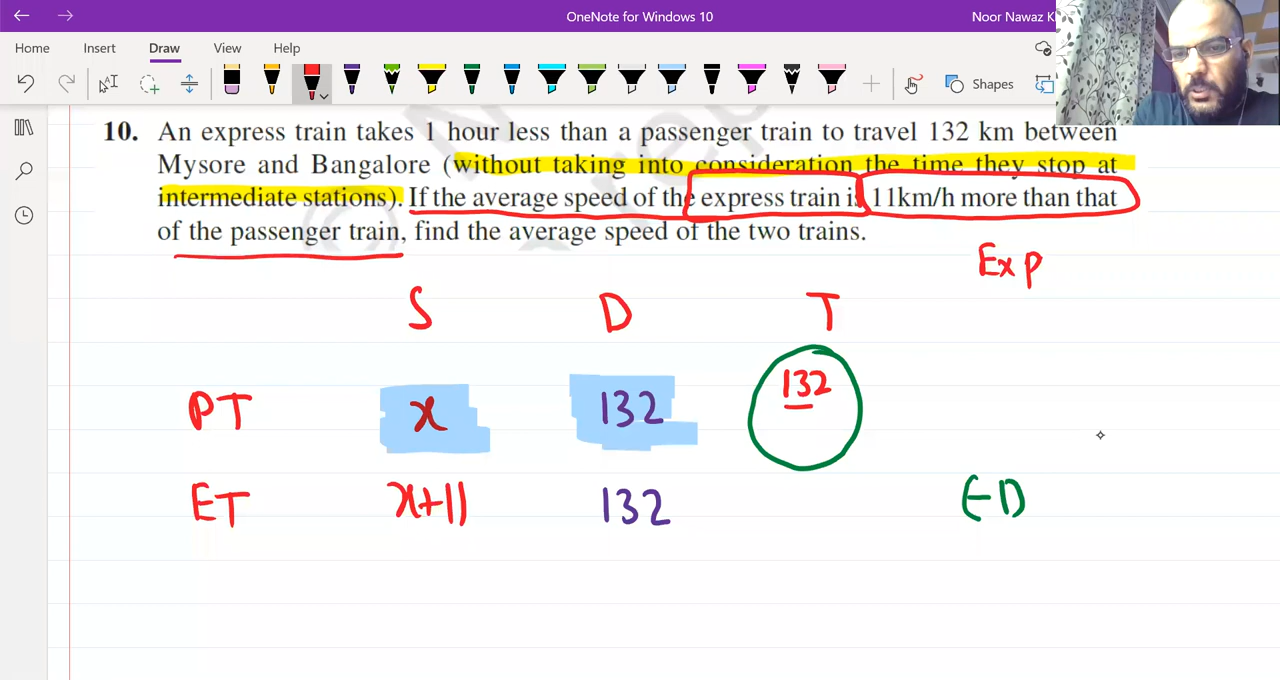 OneNote for Windows 10
Noor Nawaz K
Home Insert Draw View Help
Shapes
10. An express train takes 1 hour less than a passenger train to travel 132 km between
Mysore and Bangalore (without taking into consideration the time they stop at
intermediate stations). If the average speed of the express train is 11km/h more than that
of the passenger train, find the average speed of the two trains.
Exp
S D T
PT x 132 132
ET x+11 132 (-1)